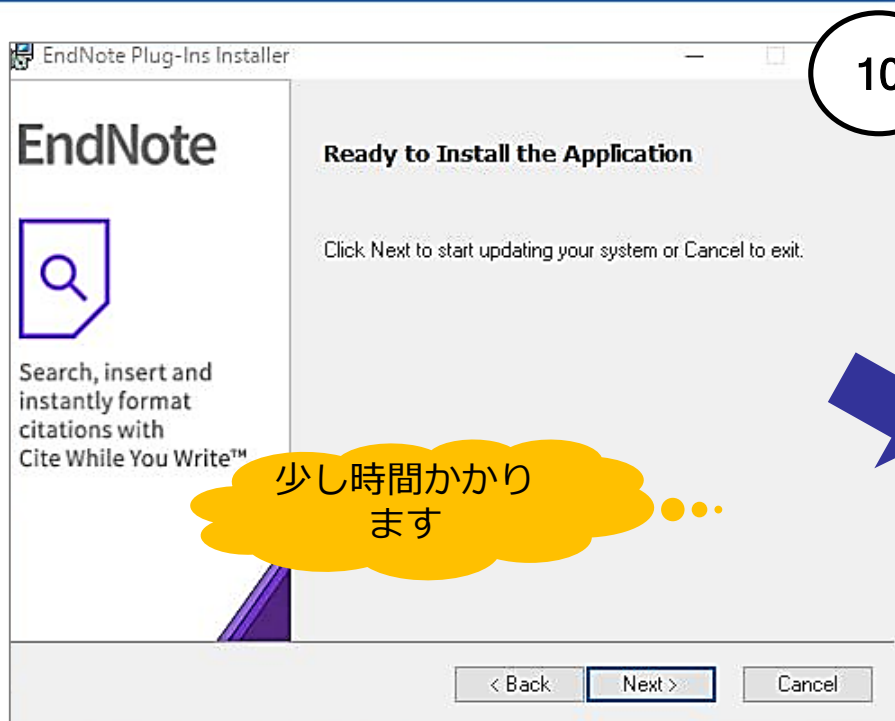 EndNote Plug-Ins Installer
10
EndNote
Ready to Install the Application
Click Next to start updating your system or Cancel to exit.
Search, insert and
instantly format
citations with
Cite While You Write™
少し時間かかり
ます
< Back
Next >
Cancel